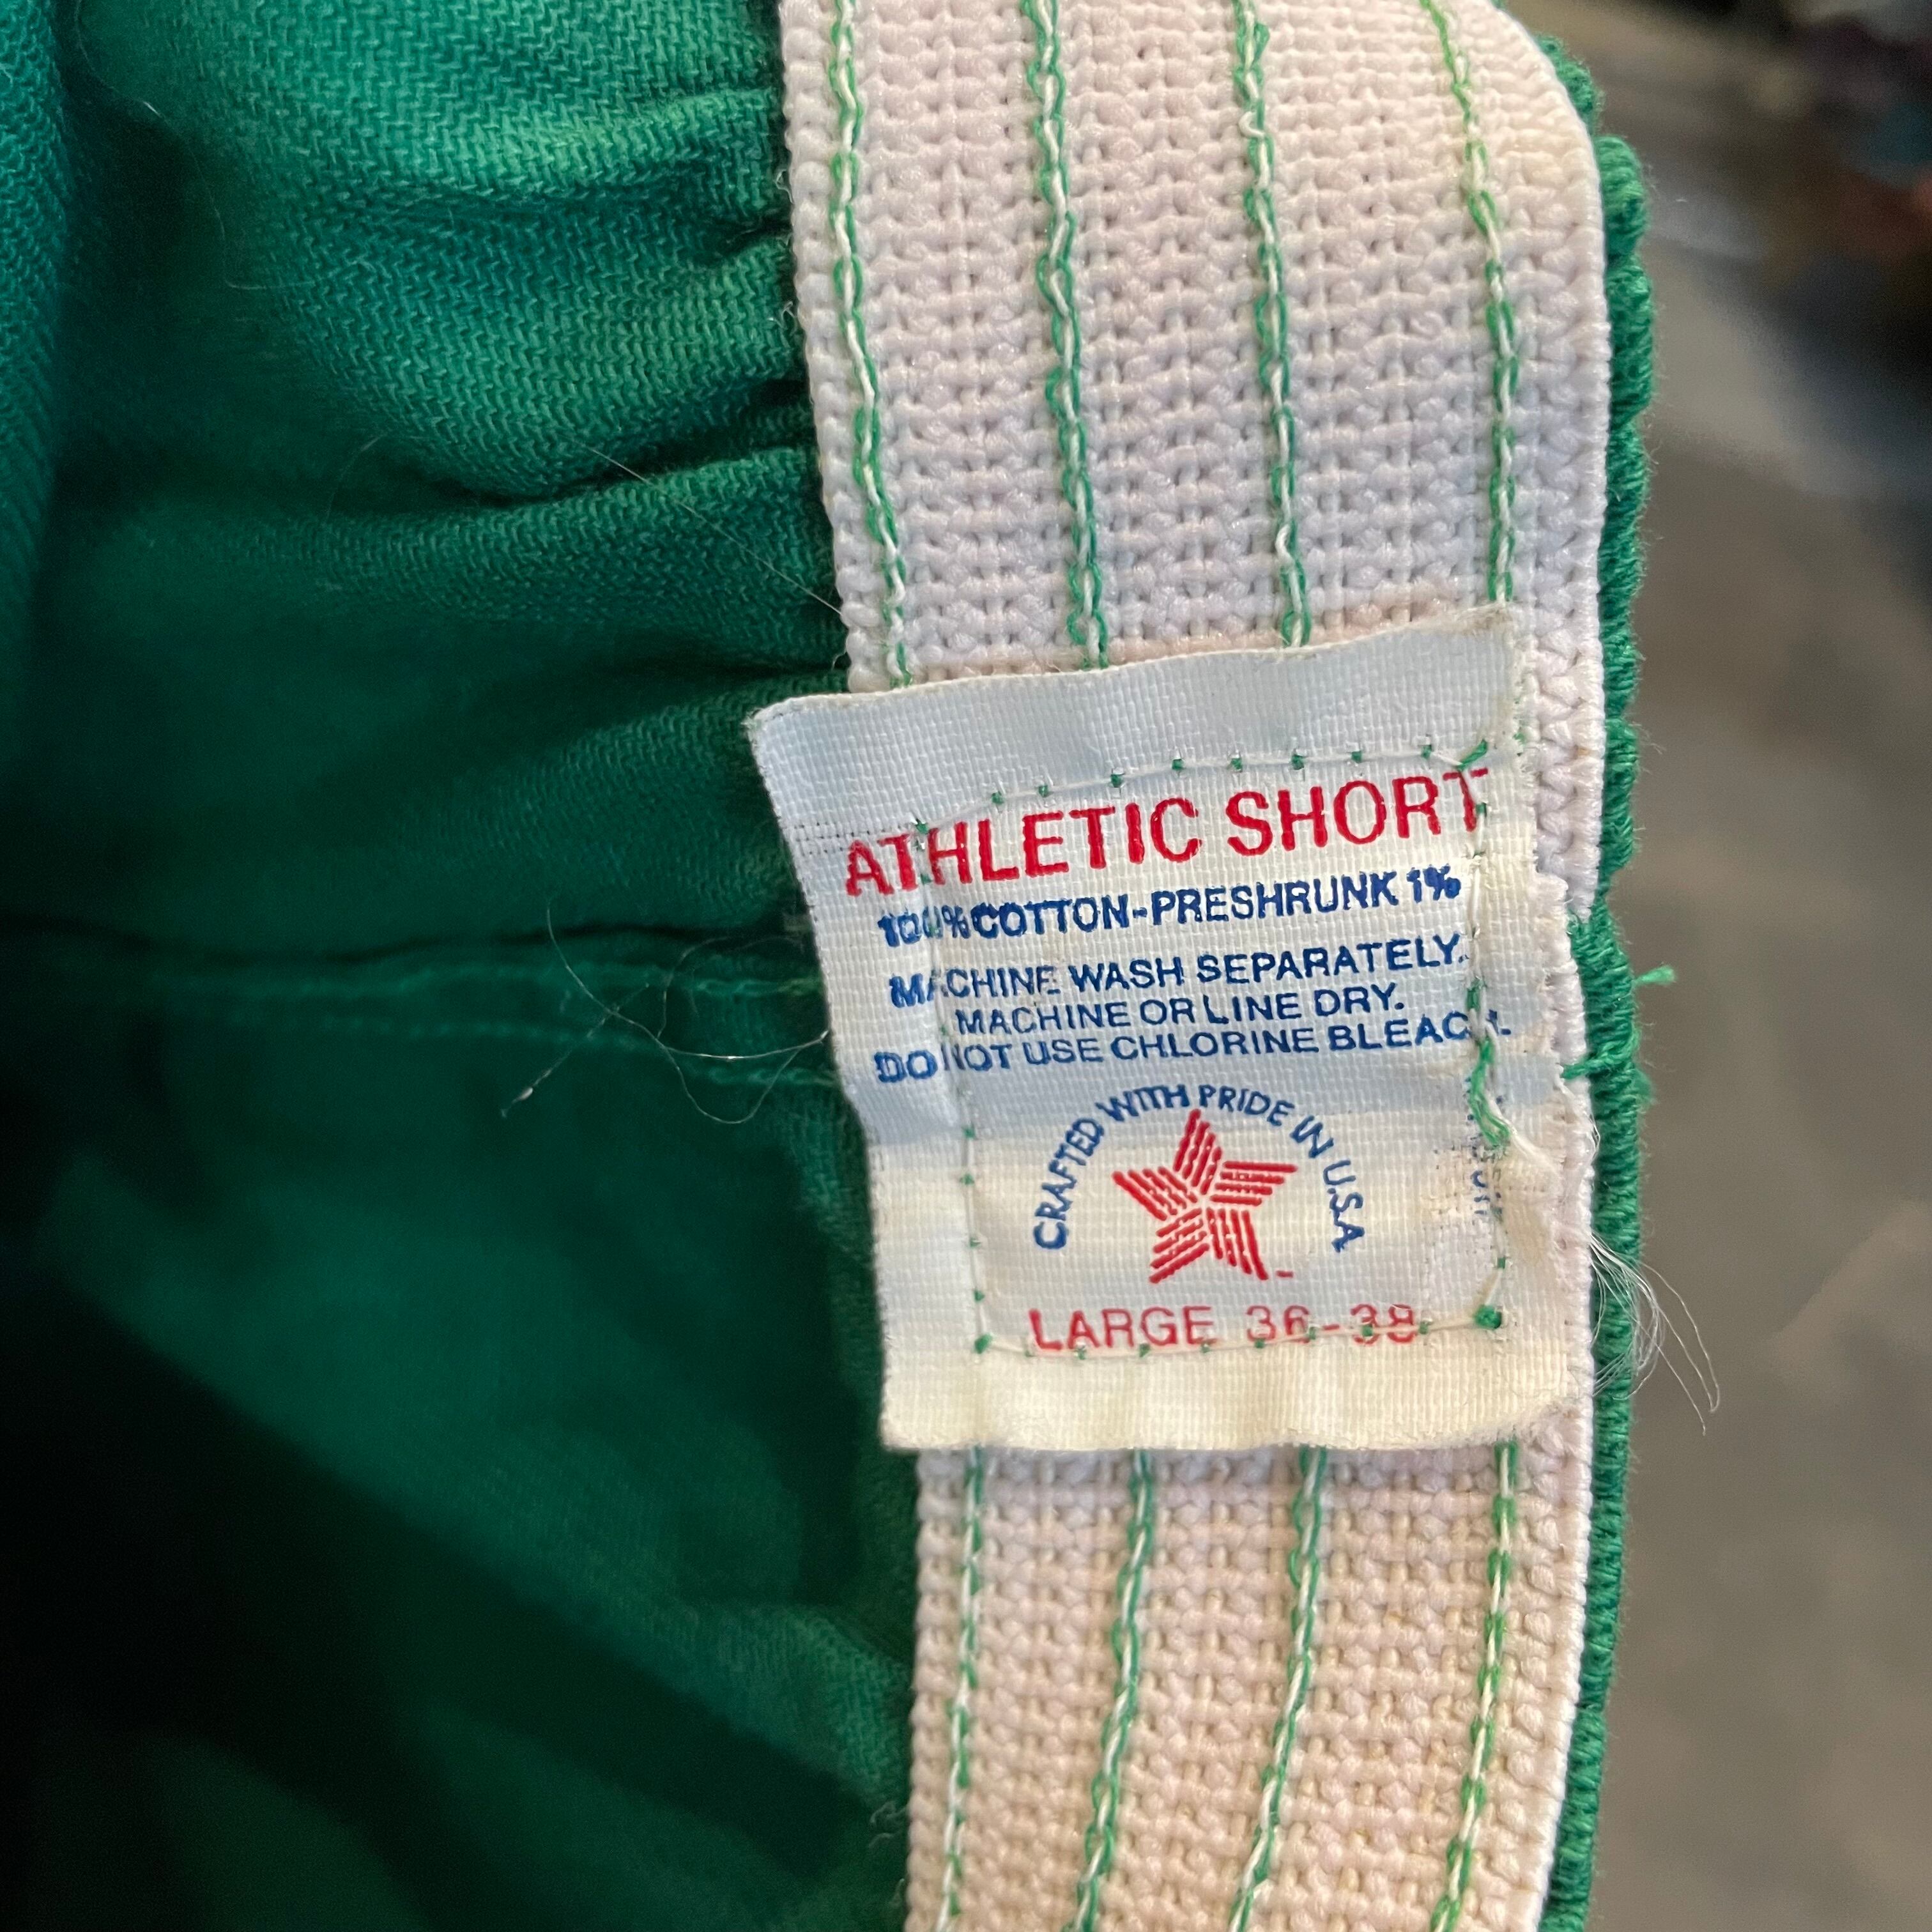 ATHLETIC SHORT
100%COTTON-PRESHRUNK 1%
MACHINE WASH SEPARATELY.
MACHINE OR LINE DRY.
DO NOT USE CHLORINE BLEACH.
CRAFTED WITH PRIDE IN U.S.A
LARGE 36-38